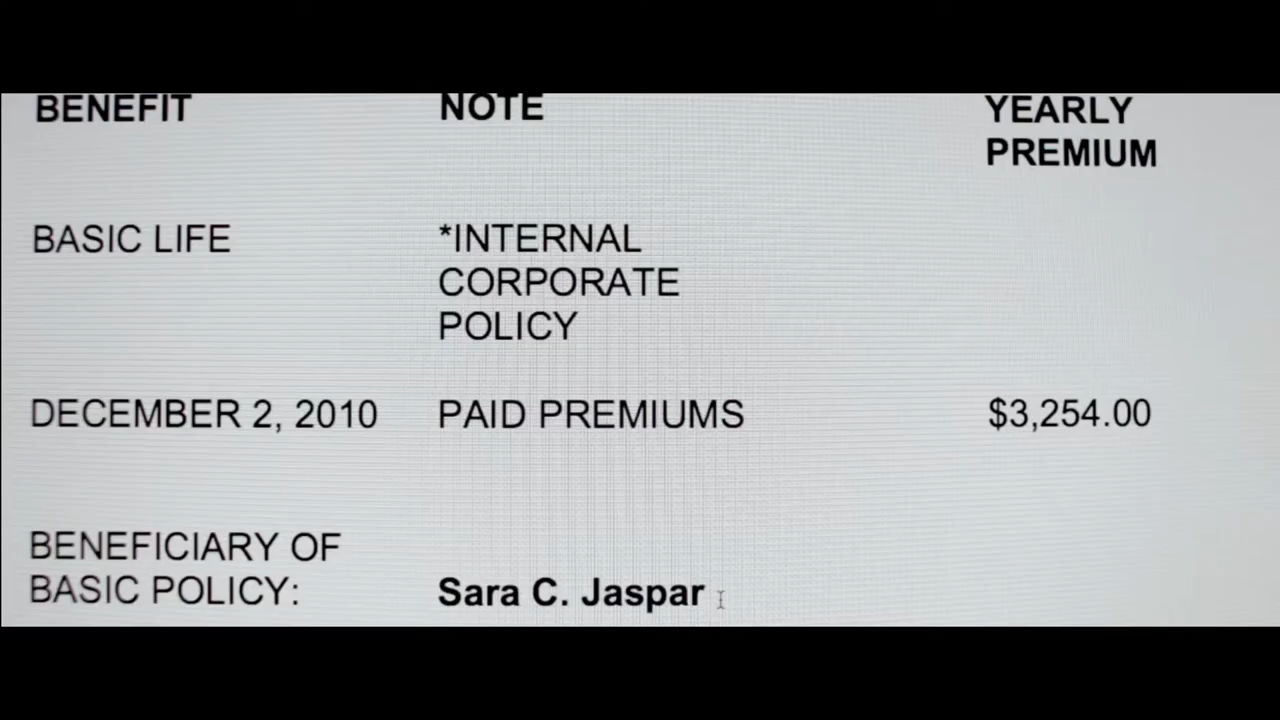 BENEFIT NOTE YEARLY
PREMIUM
BASIC LIFE *INTERNAL
CORPORATE
POLICY
DECEMBER 2, 2010 PAID PREMIUMS $3,254.00
BENEFICIARY OF
BASIC POLICY: Sara C. Jaspar